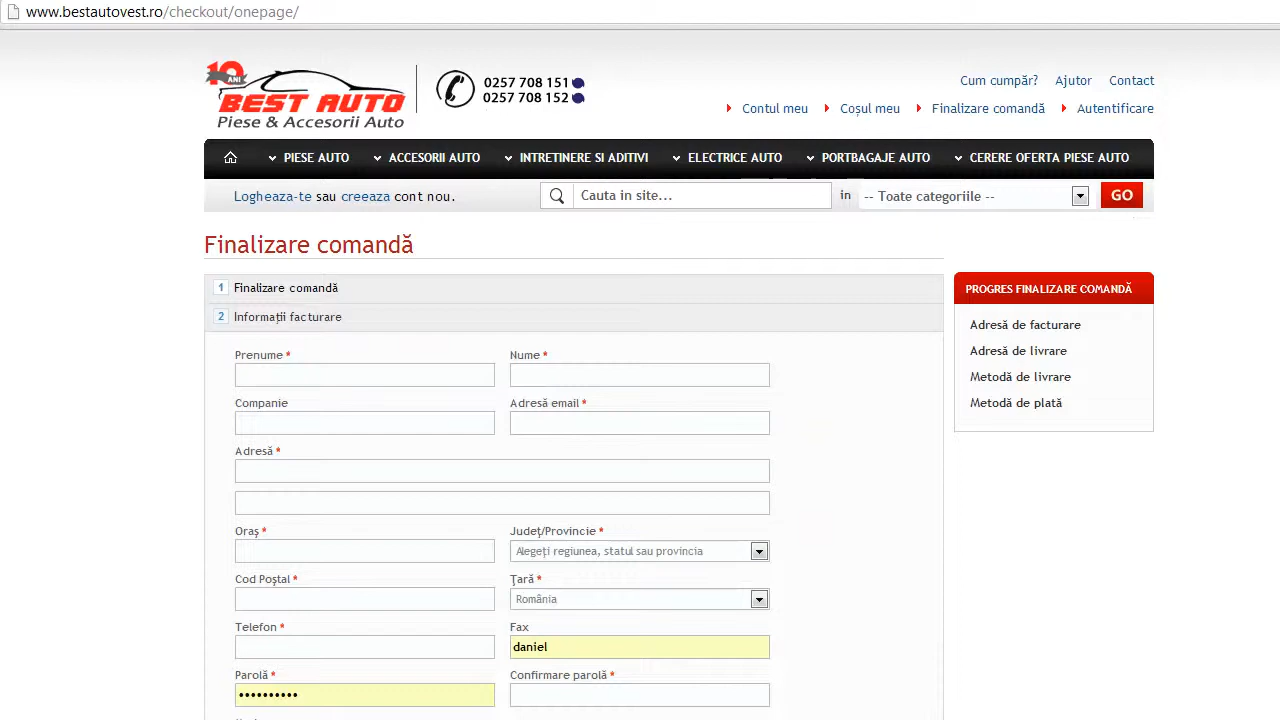 www.bestautovest.ro/checkout/onepage/
10 ANI
BEST AUTO
Piese & Accesorii Auto
0257 708 151
0257 708 152
Cum cumpăr? Ajutor Contact
Contul meu Coșul meu Finalizare comandă Autentificare
PIESE AUTO ACCESORII AUTO INTRETINERE SI ADITIVI ELECTRICE AUTO PORTBAGAJE AUTO CERERE OFERTA PIESE AUTO
Logheaza-te sau creeaza cont nou. Cauta in site... in -- Toate categoriile -- GO
Finalizare comandă
1 Finalizare comandă
2 Informații facturare
PROGRES FINALIZARE COMANDĂ
Adresă de facturare
Adresă de livrare
Metodă de livrare
Metodă de plată
Prenume * Nume *
Companie Adresă email *
Adresă *
Oraş * Judeţ/Provincie *
Alegeți regiunea, statul sau provincia
Cod Poştal * Ţară *
România
Telefon * Fax
daniel
Parolă * Confirmare parolă *
••••••••••